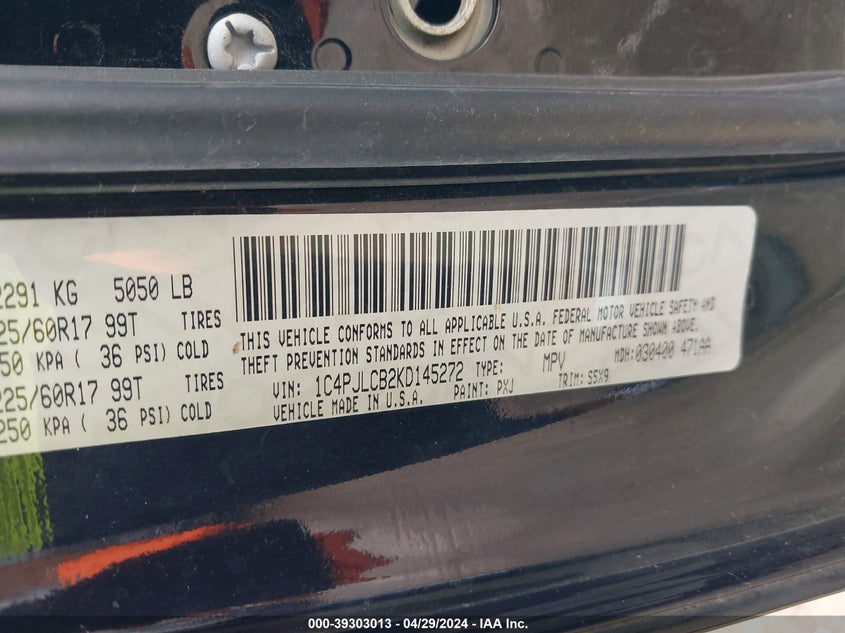 2291 KG 5050 LB
25/60R17 99T TIRES
250 KPA ( 36 PSI) COLD
225/60R17 99T TIRES
250 KPA ( 36 PSI) COLD
THIS VEHICLE CONFORMS TO ALL APPLICABLE U.S.A. FEDERAL MOTOR VEHICLE SAFETY AND
THEFT PREVENTION STANDARDS IN EFFECT ON THE DATE OF MANUFACTURE SHOWN ABOVE.
VIN: 1C4PJLCB2KD145272 TYPE: MPV MDH: 030400 471AA
VEHICLE MADE IN U.S.A. PAINT: PXJ TRIM: S5X9
000-39303013 - 04/29/2024 - IAA, Inc.